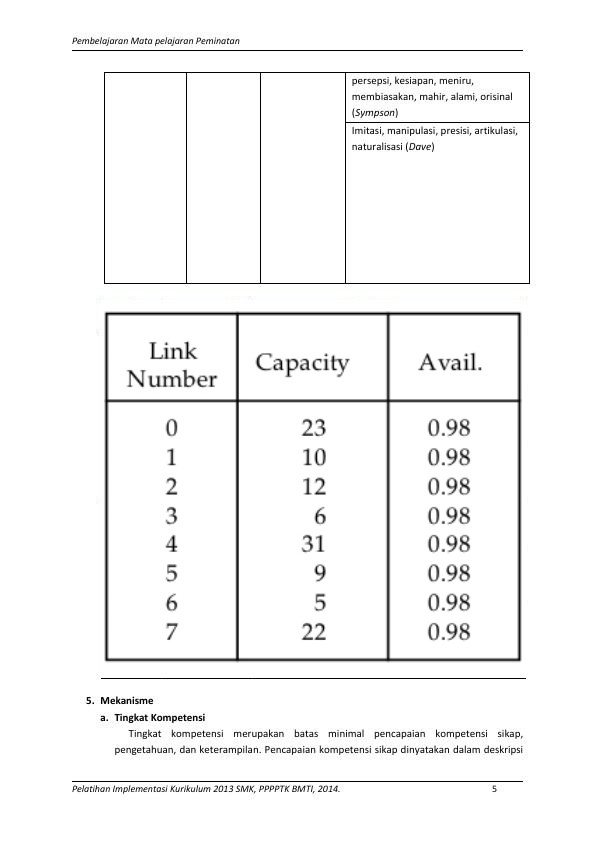 Pembelajaran Mata pelajaran Peminatan
persepsi, kesiapan, meniru,
membiasakan, mahir, alami, orisinal
(Sympson)
Imitasi, manipulasi, presisi, artikulasi,
naturalisasi (Dave)
Link Number Capacity Avail.
0 23 0.98
1 10 0.98
2 12 0.98
3 6 0.98
4 31 0.98
5 9 0.98
6 5 0.98
7 22 0.98
5. Mekanisme
a. Tingkat Kompetensi
Tingkat kompetensi merupakan batas minimal pencapaian kompetensi sikap,
pengetahuan, dan keterampilan. Pencapaian kompetensi sikap dinyatakan dalam deskripsi
Pelatihan Implementasi Kurikulum 2013 SMK, PPPPTK BMTI, 2014. 5